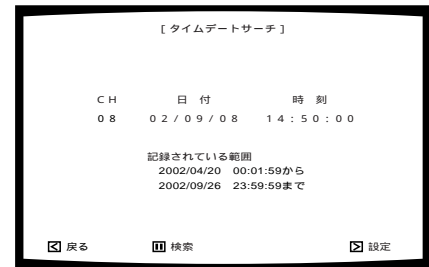 [タイムデートサーチ]
CH 日 付 時 刻
08 02/09/08 14:50:00
記録されている範囲
2002/04/20 00:01:59から
2002/09/26 23:59:59まで
戻る 検索 設定